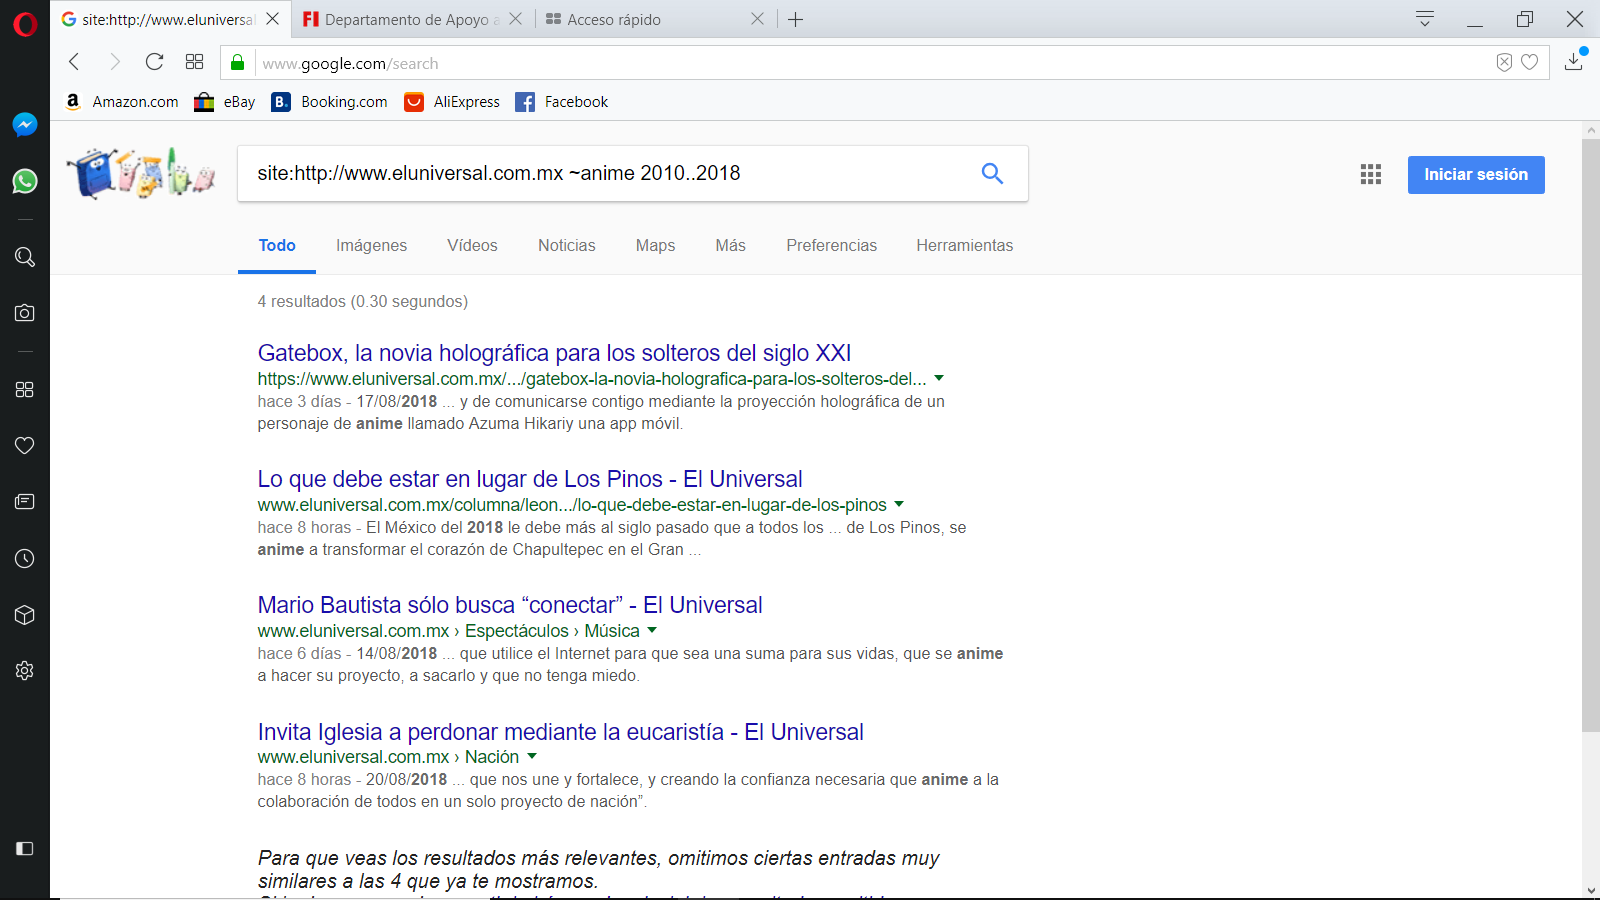 site:http://www.eluniversal
Departamento de Apoyo a
Acceso rápido
www.google.com/search
Amazon.com
eBay
Booking.com
AliExpress
Facebook
site:http://www.eluniversal.com.mx ~anime 2010..2018
Iniciar sesión
Todo
Imágenes
Vídeos
Noticias
Maps
Más
Preferencias
Herramientas
4 resultados (0.30 segundos)
Gatebox, la novia holográfica para los solteros del siglo XXI
https://www.eluniversal.com.mx/.../gatebox-la-novia-holografica-para-los-solteros-del...
hace 3 días - 17/08/2018 ... y de comunicarse contigo mediante la proyección holográfica de un
personaje de anime llamado Azuma Hikariy una app móvil.
Lo que debe estar en lugar de Los Pinos - El Universal
www.eluniversal.com.mx/columna/leon.../lo-que-debe-estar-en-lugar-de-los-pinos
hace 8 horas - El México del 2018 le debe más al siglo pasado que a todos los ... de Los Pinos, se
anime a transformar el corazón de Chapultepec en el Gran ...
Mario Bautista sólo busca “conectar” - El Universal
www.eluniversal.com.mx › Espectáculos › Música
hace 6 días - 14/08/2018 ... que utilice el Internet para que sea una suma para sus vidas, que se anime
a hacer su proyecto, a sacarlo y que no tenga miedo.
Invita Iglesia a perdonar mediante la eucaristía - El Universal
www.eluniversal.com.mx › Nación
hace 8 horas - 20/08/2018 ... que nos une y fortalece, y creando la confianza necesaria que anime a la
colaboración de todos en un solo proyecto de nación”.
Para que veas los resultados más relevantes, omitimos ciertas entradas muy
similares a las 4 que ya te mostramos.